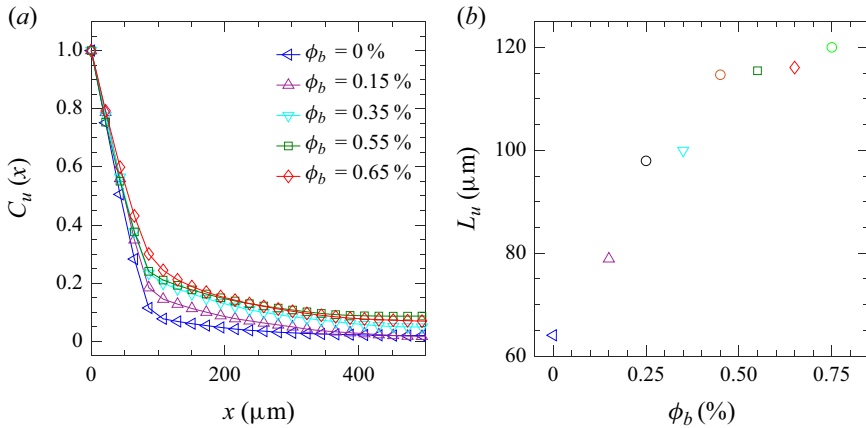 (a)
1.0
0.8
0.6
0.4
0.2
0
C_u (x)
0
200
400
x (μm)
ϕ_b = 0 %
ϕ_b = 0.15 %
ϕ_b = 0.35 %
ϕ_b = 0.55 %
ϕ_b = 0.65 %
(b)
120
100
80
60
L_u (μm)
0
0.25
0.50
0.75
ϕ_b (%)